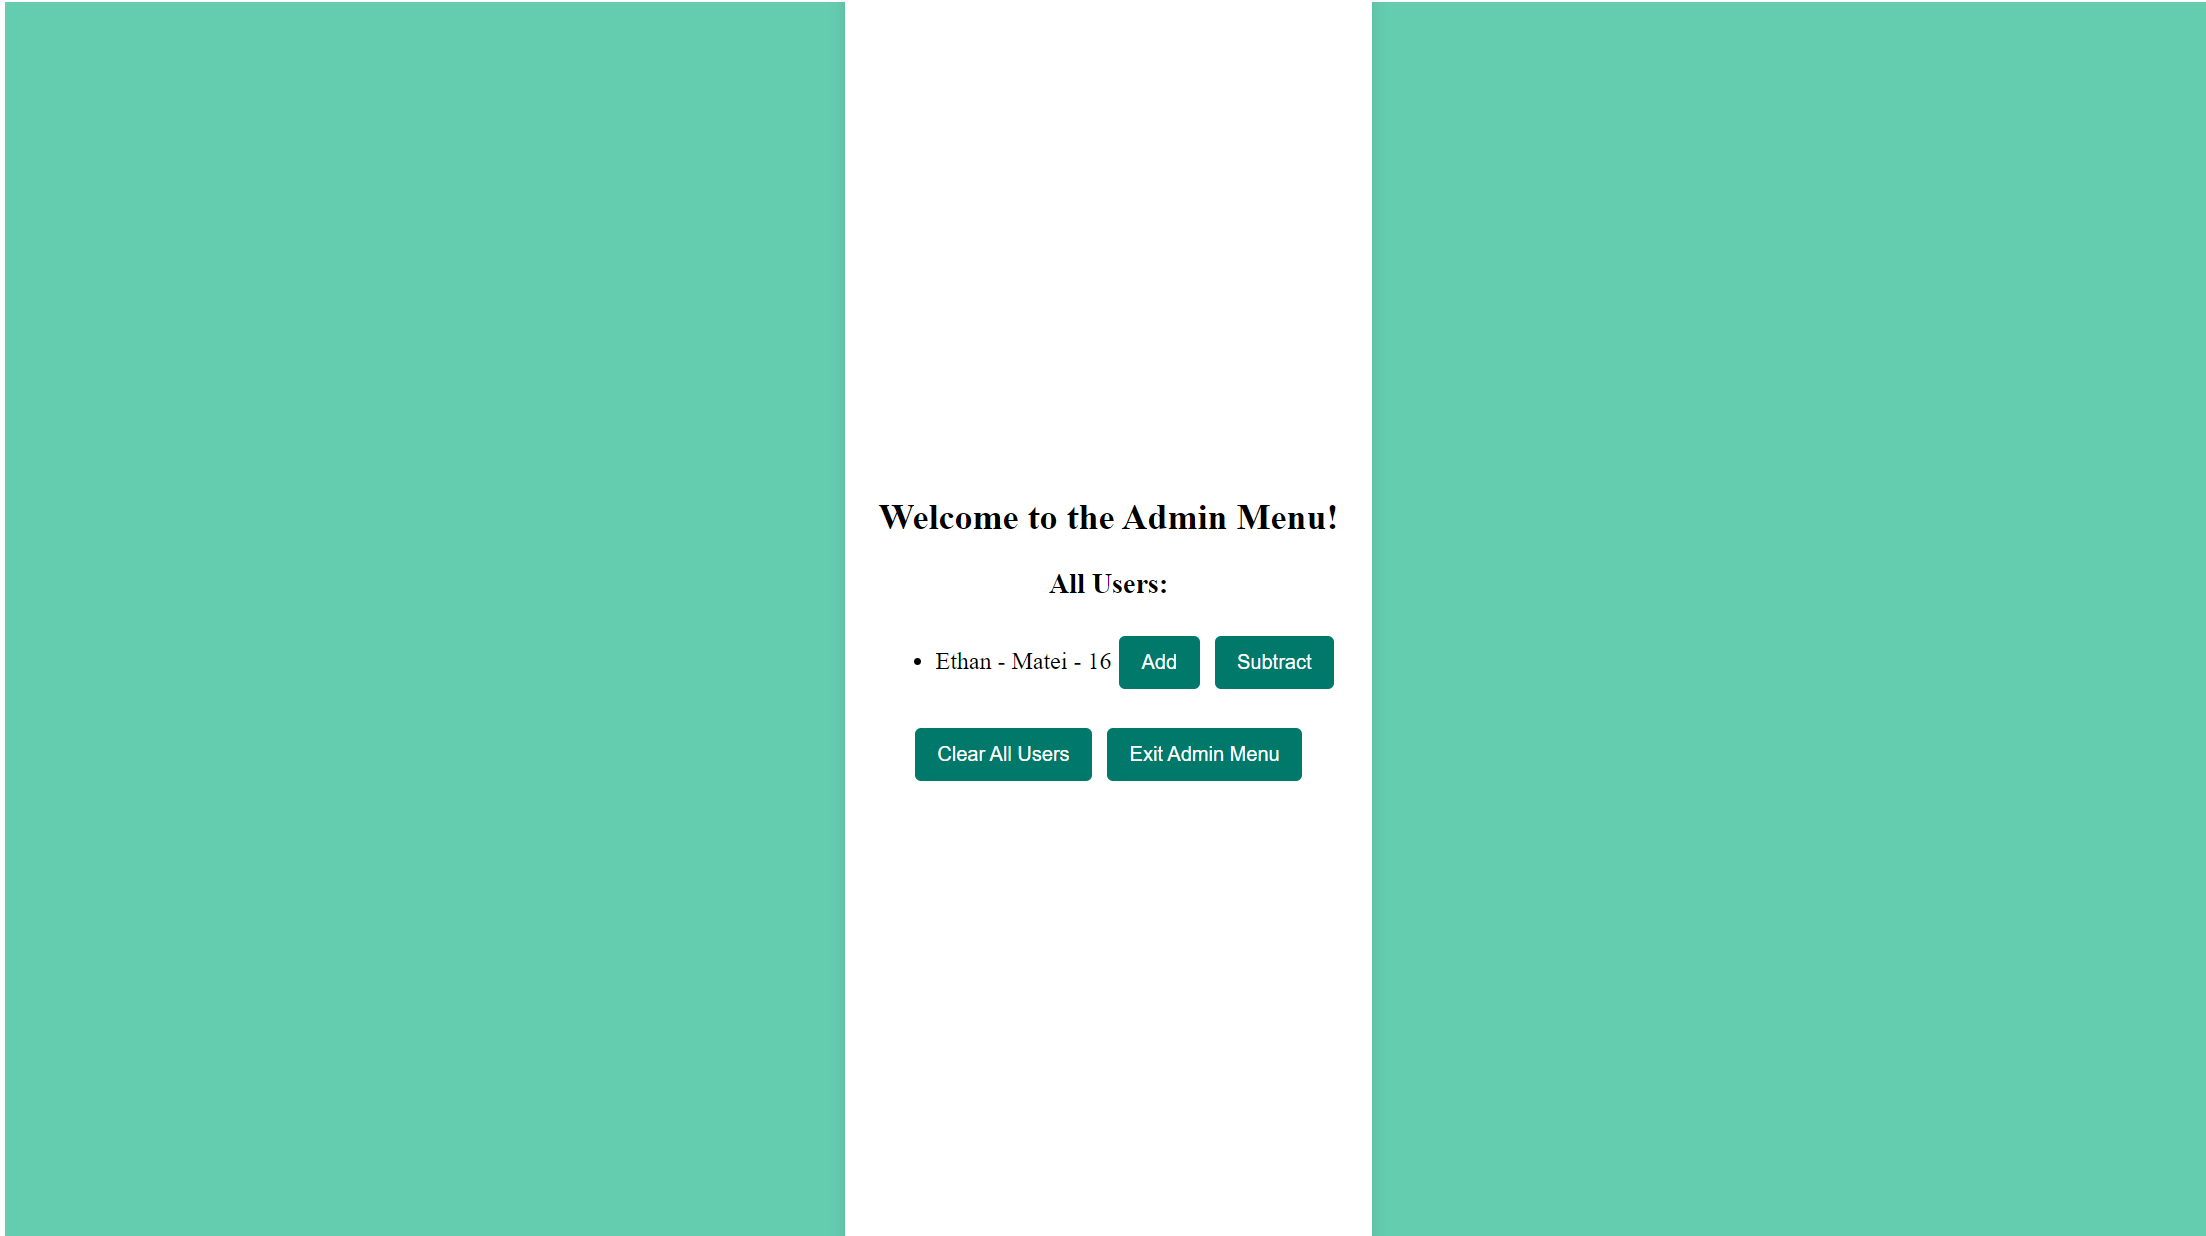 Welcome to the Admin Menu!
All Users:
• Ethan - Matei - 16 Add Subtract
Clear All Users Exit Admin Menu